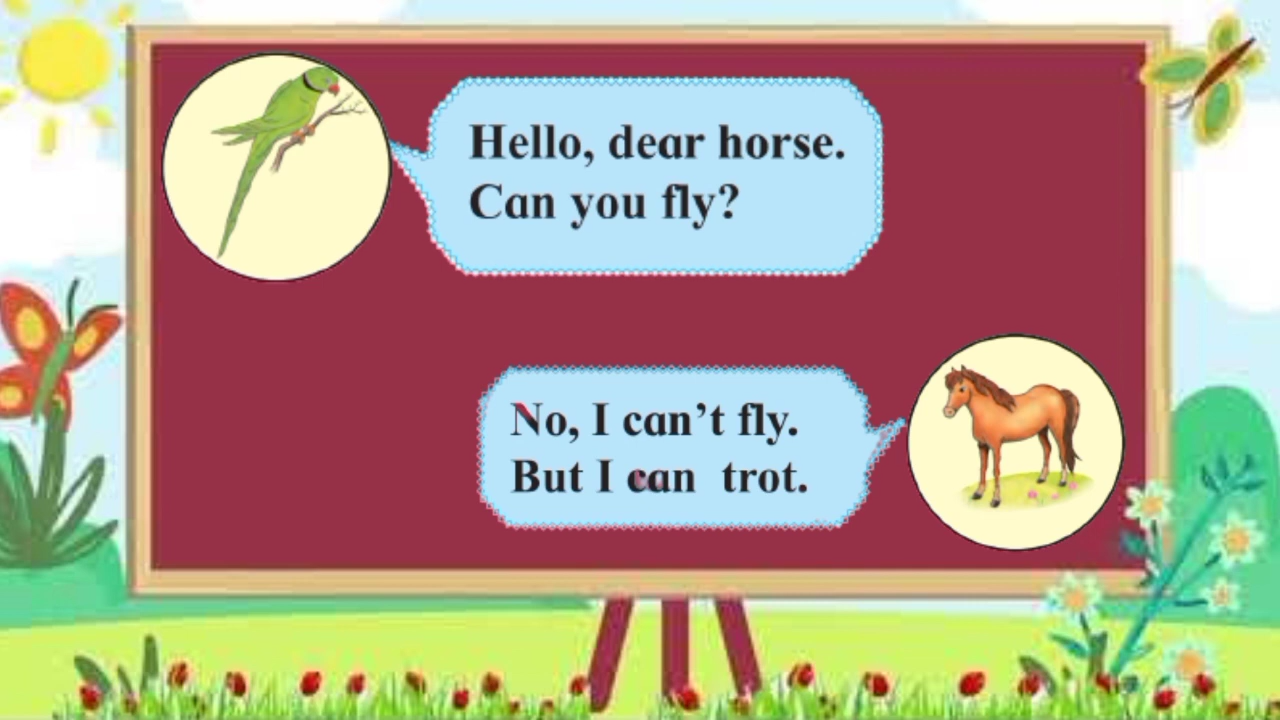 Hello, dear horse.
Can you fly?
No, I can’t fly.
But I can trot.